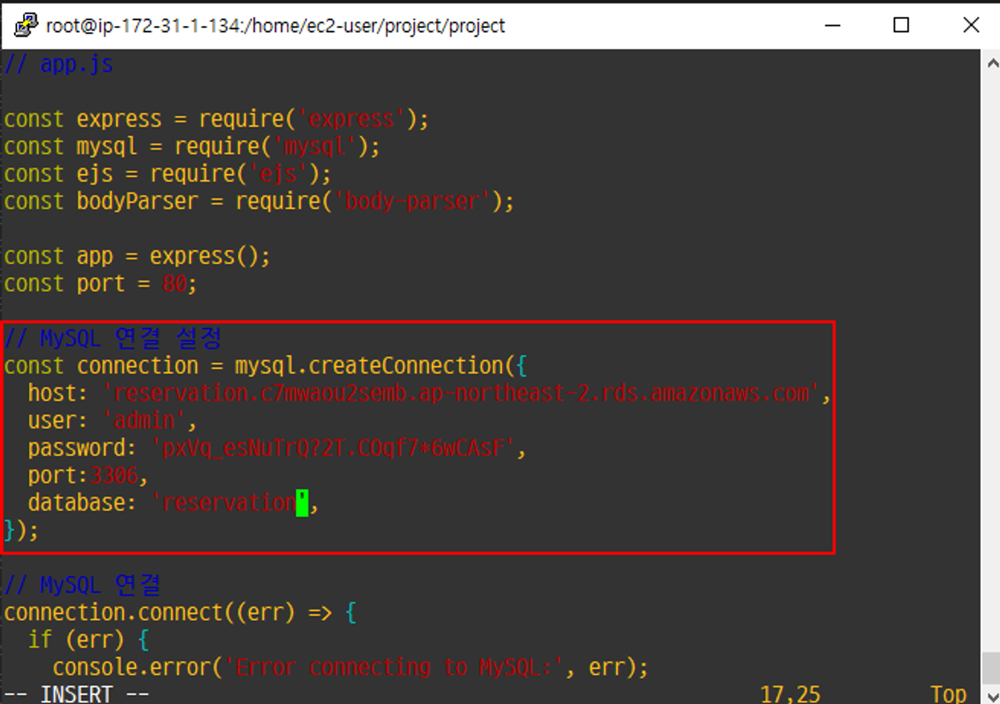 root@ip-172-31-1-134:/home/ec2-user/project/project
// app.js
const express = require('express');
const mysql = require('mysql');
const ejs = require('ejs');
const bodyParser = require('body-parser');
const app = express();
const port = 80;
// MySQL 연결 설정
const connection = mysql.createConnection({
  host: 'reservation.c7mwaou2semb.ap-northeast-2.rds.amazonaws.com',
  user: 'admin',
  password: 'pxVq_esNuTrQ?2T.COqf7*6wCAsF',
  port:3306,
  database: 'reservation',
});
// MySQL 연결
connection.connect((err) => {
  if (err) {
    console.error('Error connecting to MySQL:', err);
-- INSERT -- 17,25 Top